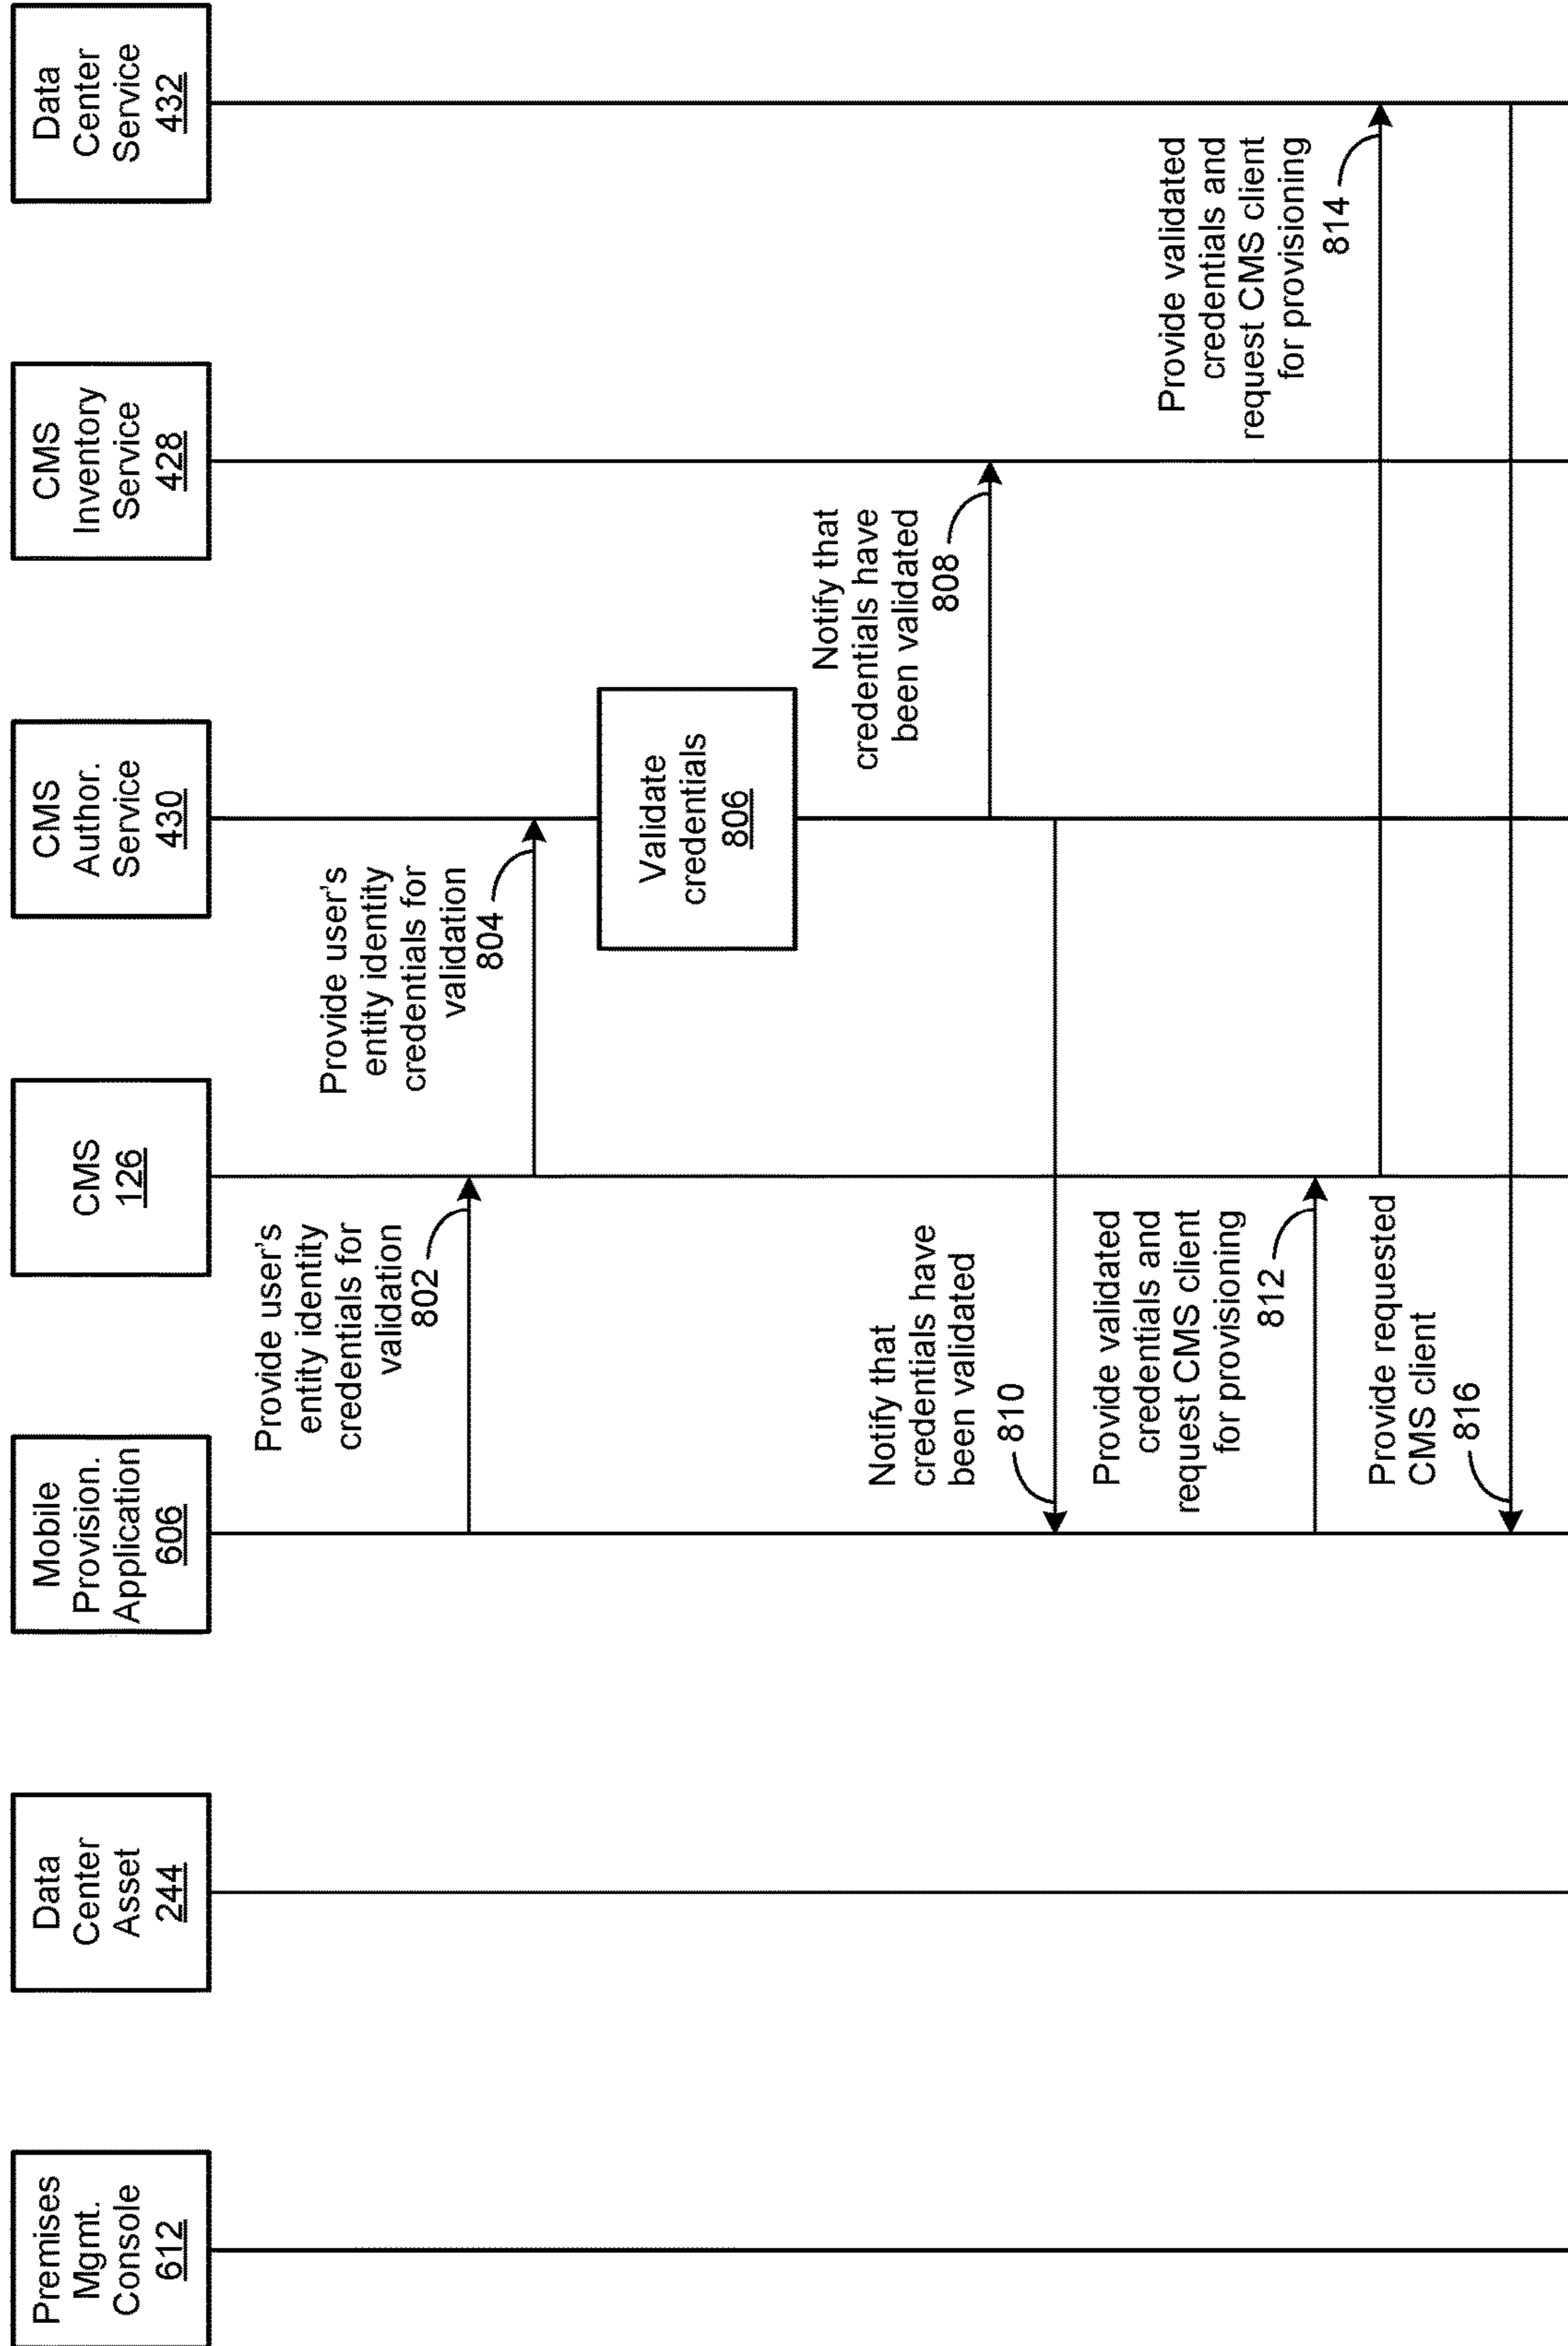 Premises
Mgmt.
Console
612
Data
Center
Asset
244
Mobile
Provision.
Application
606
CMS
126
CMS
Author.
Service
430
CMS
Inventory
Service
428
Data
Center
Service
432
Provide user's
entity identity
credentials for
validation
802
Provide user's
entity identity
credentials for
validation
804
Validate
credentials
806
Notify that
credentials have
been validated
808
Notify that
credentials have
been validated
810
Provide validated
credentials and
request CMS client
for provisioning
812
Provide validated
credentials and
request CMS client
for provisioning
814
Provide requested
CMS client
816